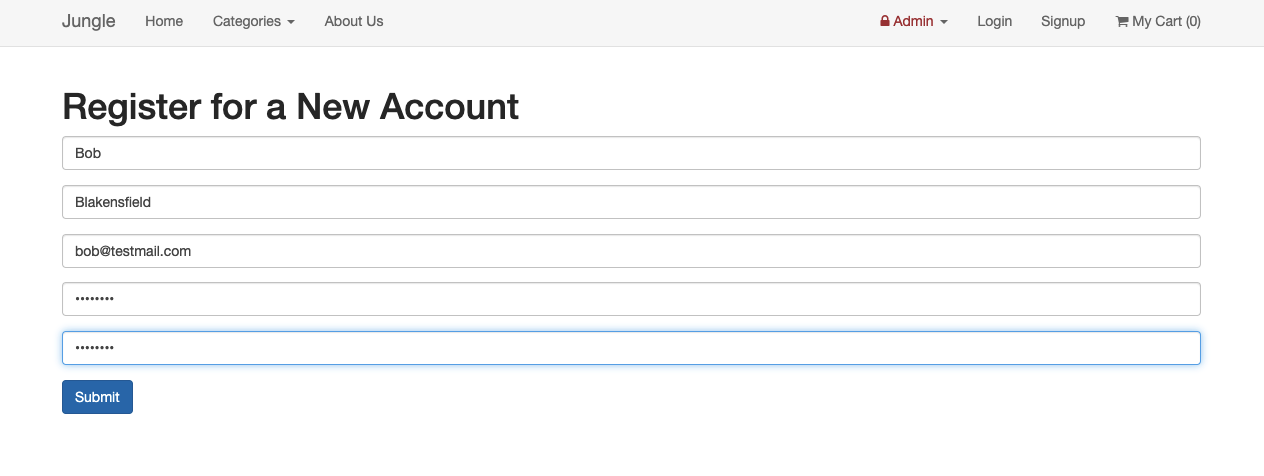 Jungle Home Categories About Us Admin Login Signup My Cart (0)
Register for a New Account
Bob
Blakensfield
bob@testmail.com
••••••••
••••••••
Submit